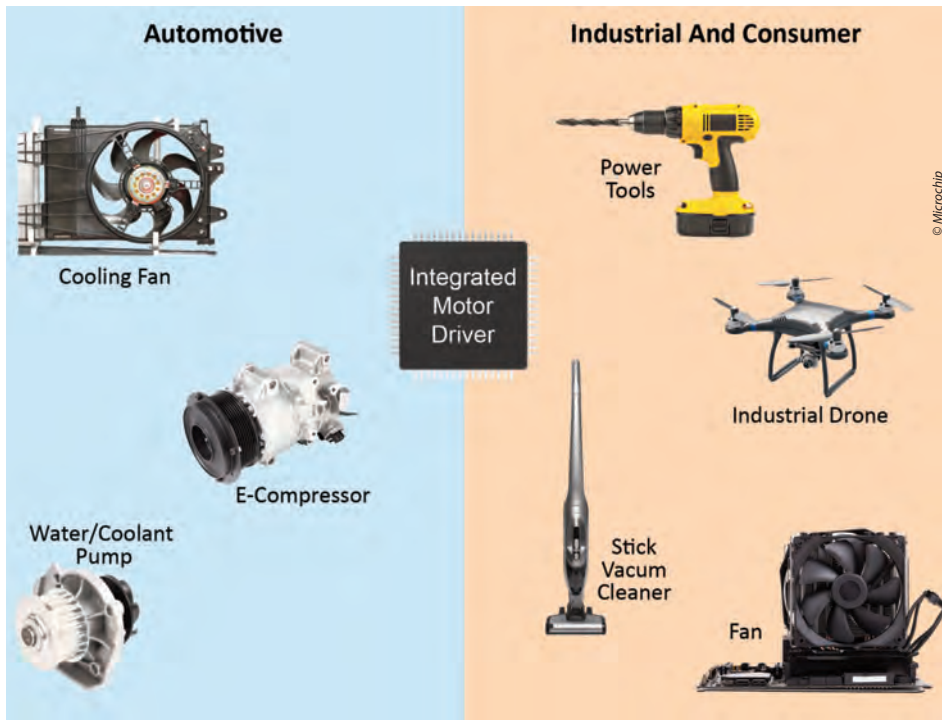 Automotive
Industrial And Consumer
Cooling Fan
E-Compressor
Water/Coolant
Pump
Integrated
Motor
Driver
Power
Tools
Industrial Drone
Stick
Vacum
Cleaner
Fan
© Microchip